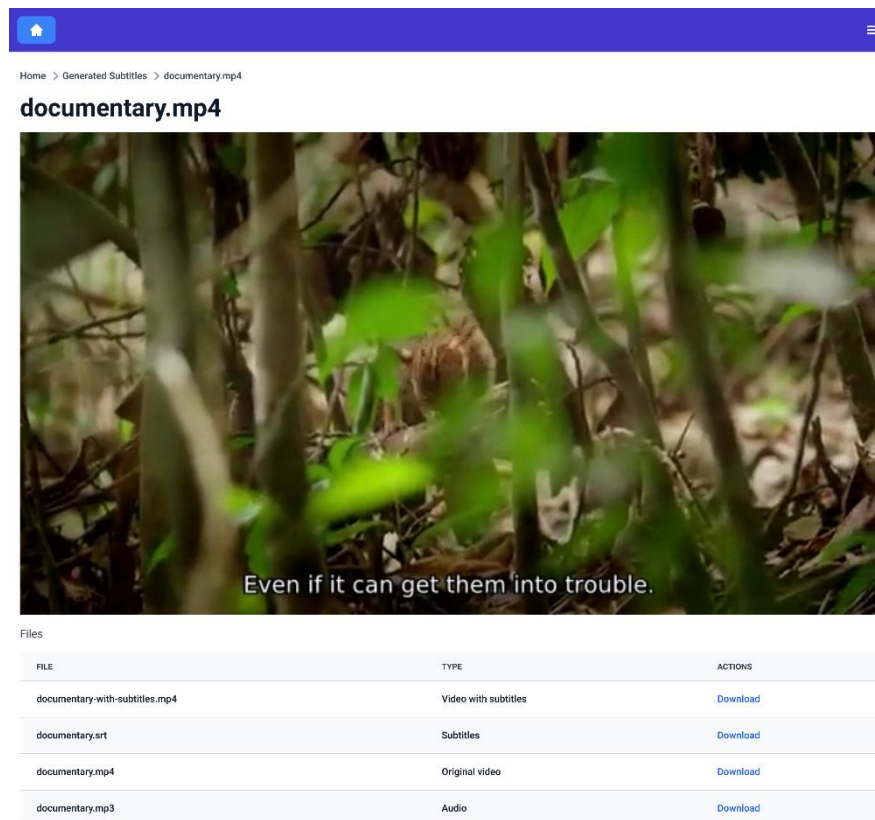 Home > Generated Subtitles > documentary.mp4
documentary.mp4
Even if it can get them into trouble.
Files
FILE TYPE ACTIONS
documentary-with-subtitles.mp4 Video with subtitles Download
documentary.srt Subtitles Download
documentary.mp4 Original video Download
documentary.mp3 Audio Download